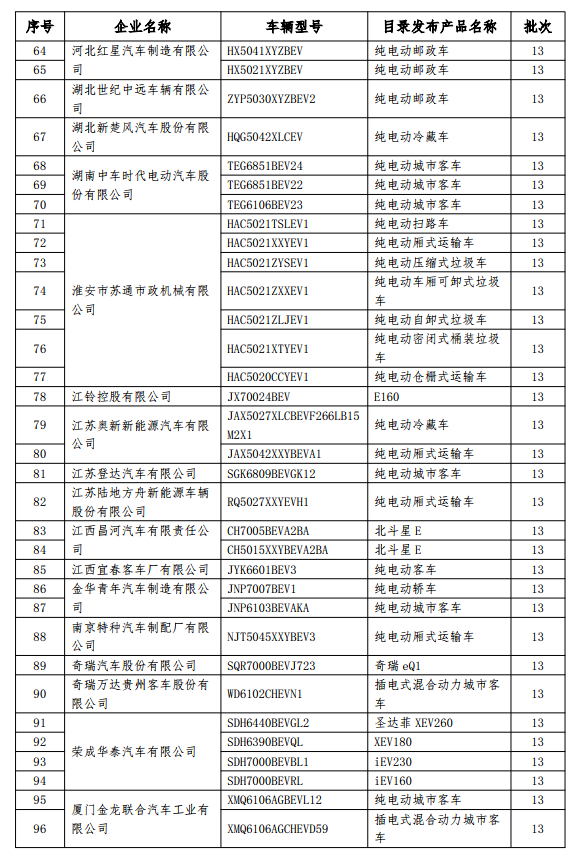 序号 企业名称 车辆型号 目录发布产品名称 批次
64 河北红星汽车制造有限公 HX5041XYZBEV 纯电动邮政车 13
65 司 HX5021XYZBEV 纯电动邮政车 13
66 湖北世纪中远车辆有限公 ZYP5030XYZBEV2 纯电动邮政车 13
司
67 湖北新楚风汽车股份有限 HQG5042XLCEV 纯电动冷藏车 13
公司
68 TEG6851BEV24 纯电动城市客车 13
湖南中车时代电动汽车股
69 TEG6851BEV22 纯电动城市客车 13
份有限公司
70 TEG6106BEV23 纯电动城市客车 13
71 HAC5021TSLEV1 纯电动扫路车 13
72 HAC5021XXYEV1 纯电动厢式运输车 13
73 HAC5021ZYSEV1 纯电动压缩式垃圾车 13
淮安市苏通市政机械有限
公司
74 HAC5021ZXXEV1 纯电动车厢可卸式垃圾 13
车
75 HAC5021ZLJEV1 纯电动自卸式垃圾车 13
76 HAC5021XTYEV1 纯电动密闭式桶装垃圾 13
车
77 HAC5020CCYEV1 纯电动仓栅式运输车 13
78 江铃控股有限公司 JX70024BEV E160 13
79 江苏奥新新能源汽车有限 JAX5027XLCBEVF266LB15 纯电动冷藏车 13
公司 M2X1
80 JAX5042XXYBEVA1 纯电动厢式运输车 13
81 江苏登达汽车有限公司 SGK6809BEVGK12 纯电动城市客车 13
82 江苏陆地方舟新能源车辆 RQ5027XXYEVH1 纯电动厢式运输车 13
股份有限公司
83 江西昌河汽车有限责任公 CH7005BEVA2BA 北斗星 E 13
84 司 CH5015XXYBEVA2BA 北斗星 E 13
85 江西宜春客车厂有限公司 JYK6601BEV3 纯电动客车 13
86 金华青年汽车制造有限公 JNP7007BEV1 纯电动轿车 13
87 司 JNP6103BEVAKA 纯电动城市客车 13
88 南京特种汽车制配厂有限 NJT5045XXYBEV3 纯电动厢式运输车 13
公司
89 奇瑞汽车股份有限公司 SQR7000BEVJ723 奇瑞 eQ1 13
90 奇瑞万达贵州客车股份有 WD6102CHEVN1 插电式混合动力城市客 13
限公司 车
91 SDH6440BEVGL2 圣达菲 XEV260 13
92 SDH6390BEVQL XEV180 13
荣成华泰汽车有限公司
93 SDH7000BEVBL1 iEV230 13
94 SDH7000BEVRL iEV160 13
95 XMQ6106AGBEVL12 纯电动城市客车 13
厦门金龙联合汽车工业有
限公司
96 XMQ6106AGCHEVD59 插电式混合动力城市客 13
车